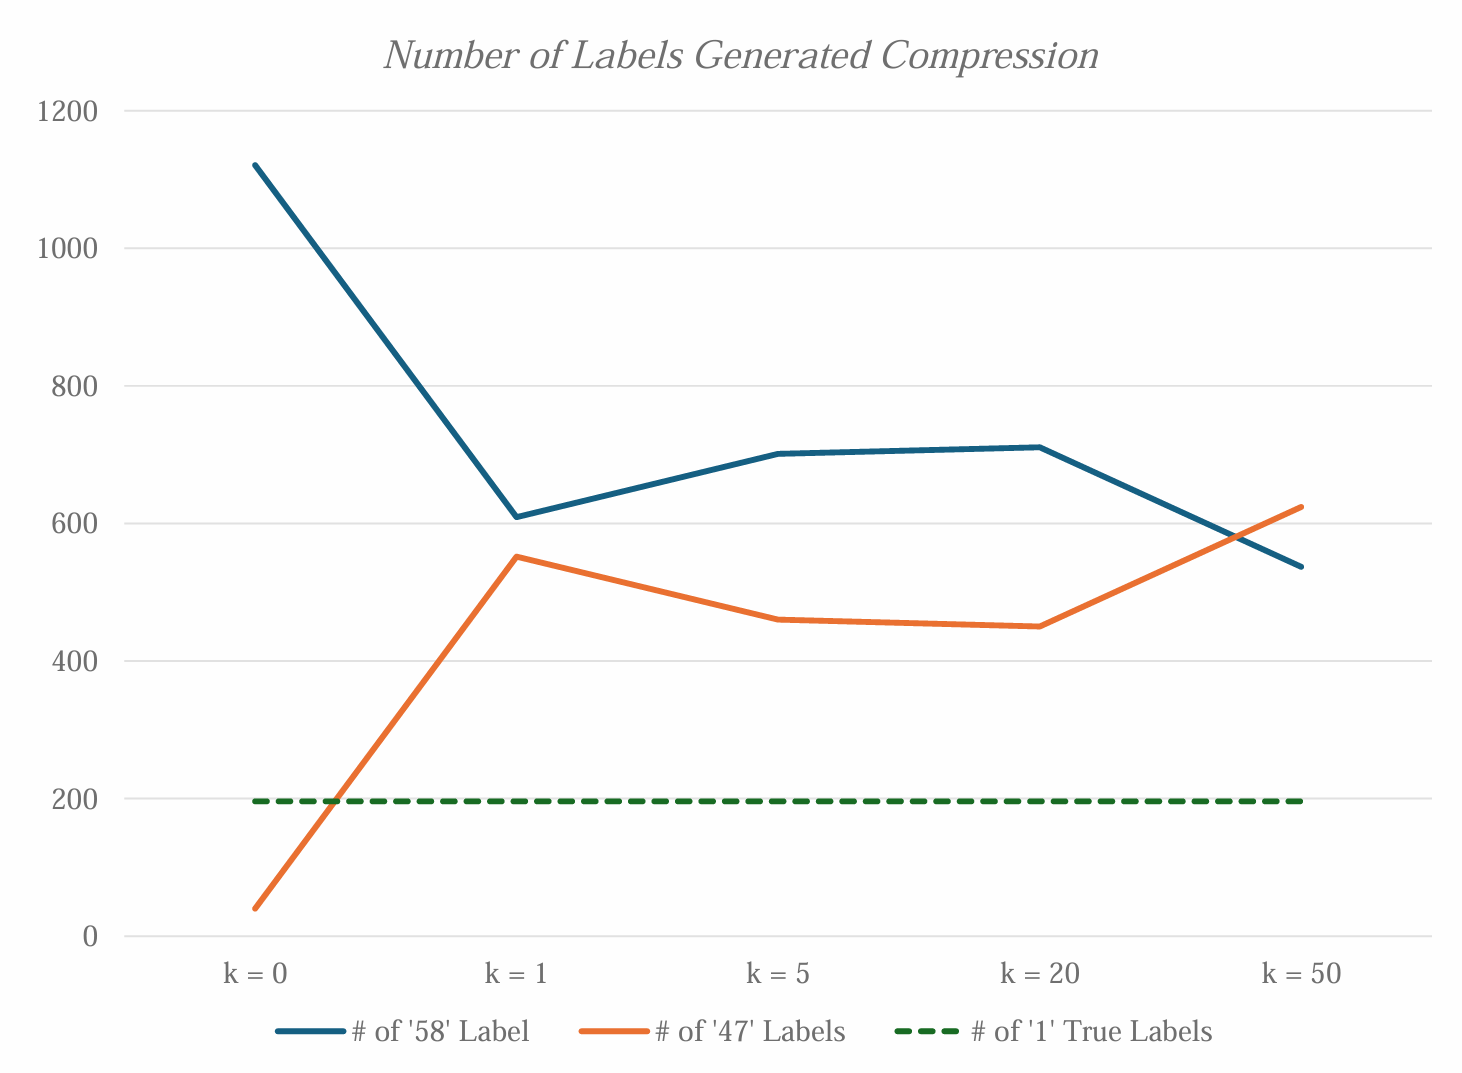 Number of Labels Generated Compression
1200
1000
800
600
400
200
0
k = 0 k = 1 k = 5 k = 20 k = 50
# of '58' Label # of '47' Labels # of '1' True Labels